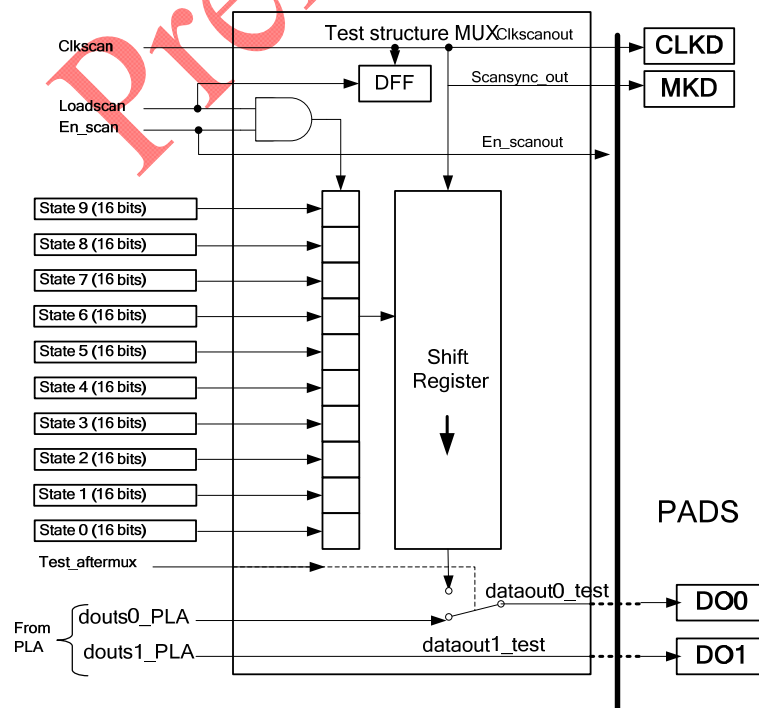 Pre
Test structure MUX
Clkscanout
Clkscan
CLKD
DFF
Scansync_out
MKD
Loadscan
En_scan
En_scanout
State 9 (16 bits)
State 8 (16 bits)
State 7 (16 bits)
State 6 (16 bits)
State 5 (16 bits)
State 4 (16 bits)
State 3 (16 bits)
State 2 (16 bits)
State 1 (16 bits)
State 0 (16 bits)
Shift
Register
PADS
Test_aftermux
dataout0_test
DO0
From
PLA
douts0_PLA
douts1_PLA
dataout1_test
DO1